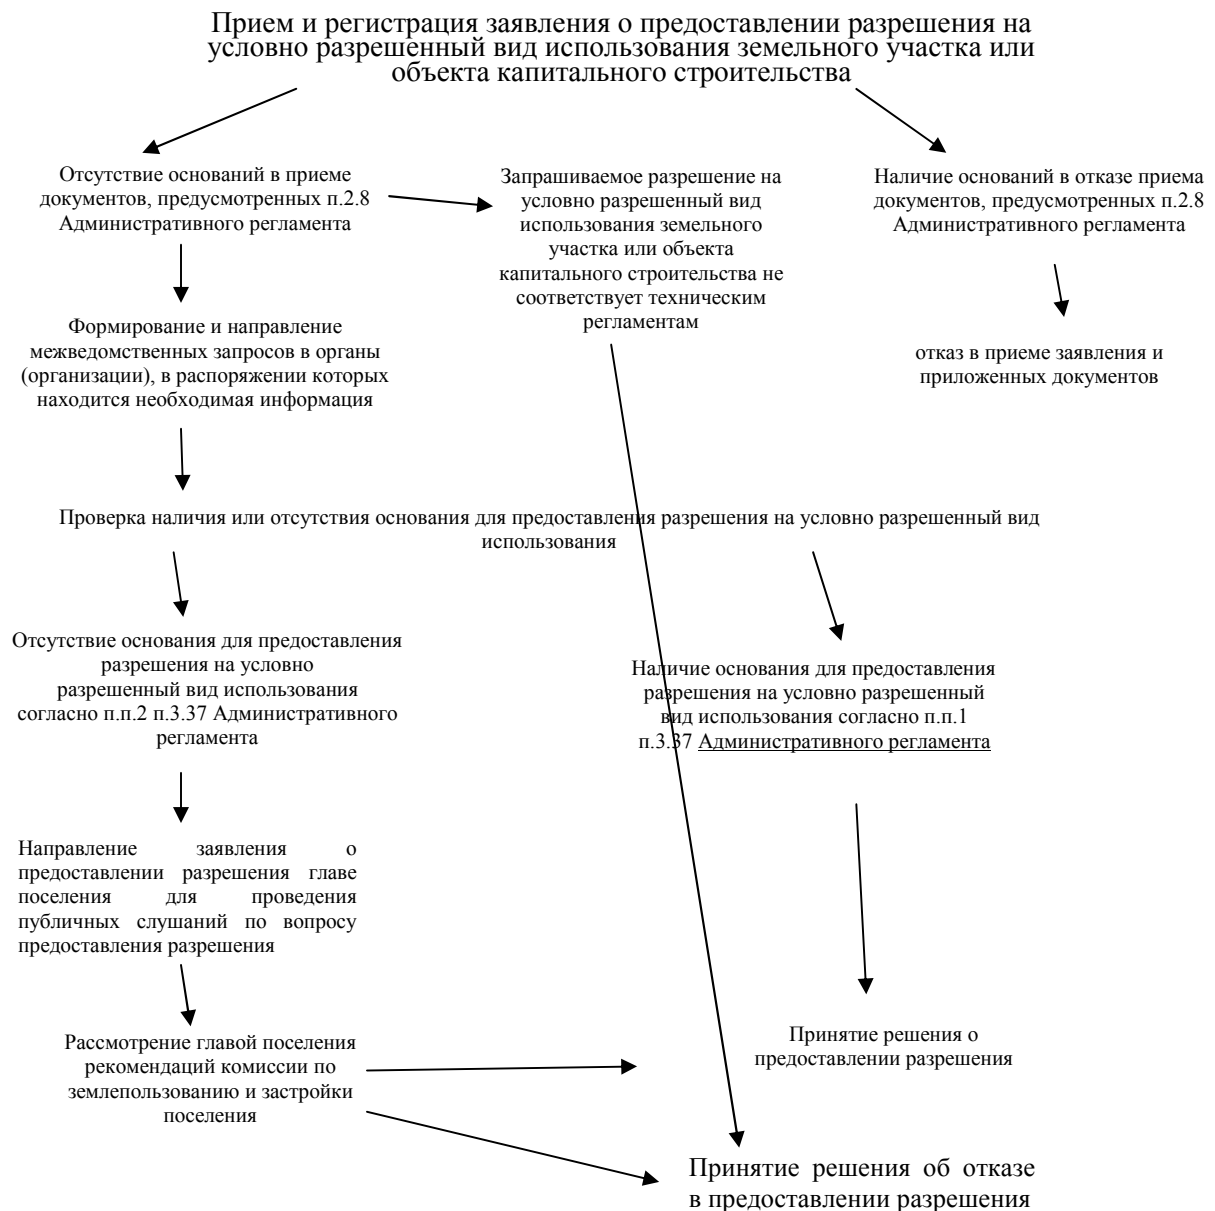 Прием и регистрация заявления о предоставлении разрешения на
условно разрешенный вид использования земельного участка или
объекта капитального строительства
Отсутствие оснований в приеме
документов, предусмотренных п.2.8
Административного регламента
Запрашиваемое разрешение на
условно разрешенный вид
использования земельного
участка или объекта
капитального строительства не
соответствует техническим
регламентам
Наличие оснований в отказе приема
документов, предусмотренных п.2.8
Административного регламента
Формирование и направление
межведомственных запросов в органы
(организации), в распоряжении которых
находится необходимая информация
отказ в приеме заявления и
приложенных документов
Проверка наличия или отсутствия основания для предоставления разрешения на условно разрешенный вид
использования
Отсутствие основания для предоставления
разрешения на условно
разрешенный вид использования
согласно п.п.2 п.3.37 Административного
регламента
Наличие основания для предоставления
разрешения на условно разрешенный
вид использования согласно п.п.1
п.3.37 Административного регламента
Направление заявления о
предоставлении разрешения главе
поселения для проведения
публичных слушаний по вопросу
предоставления разрешения
Рассмотрение главой поселения
рекомендаций комиссии по
землепользованию и застройки
поселения
Принятие решения о
предоставлении разрешения
Принятие решения об отказе
в предоставлении разрешения